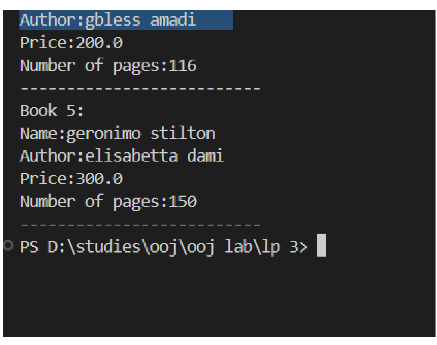 Author:gbless amadi
Price:200.0
Number of pages:116
--------------------------
Book 5:
Name:geronimo stilton
Author:elisabetta dami
Price:300.0
Number of pages:150
--------------------------
PS D:\studies\ooj\ooj lab\lp 3>